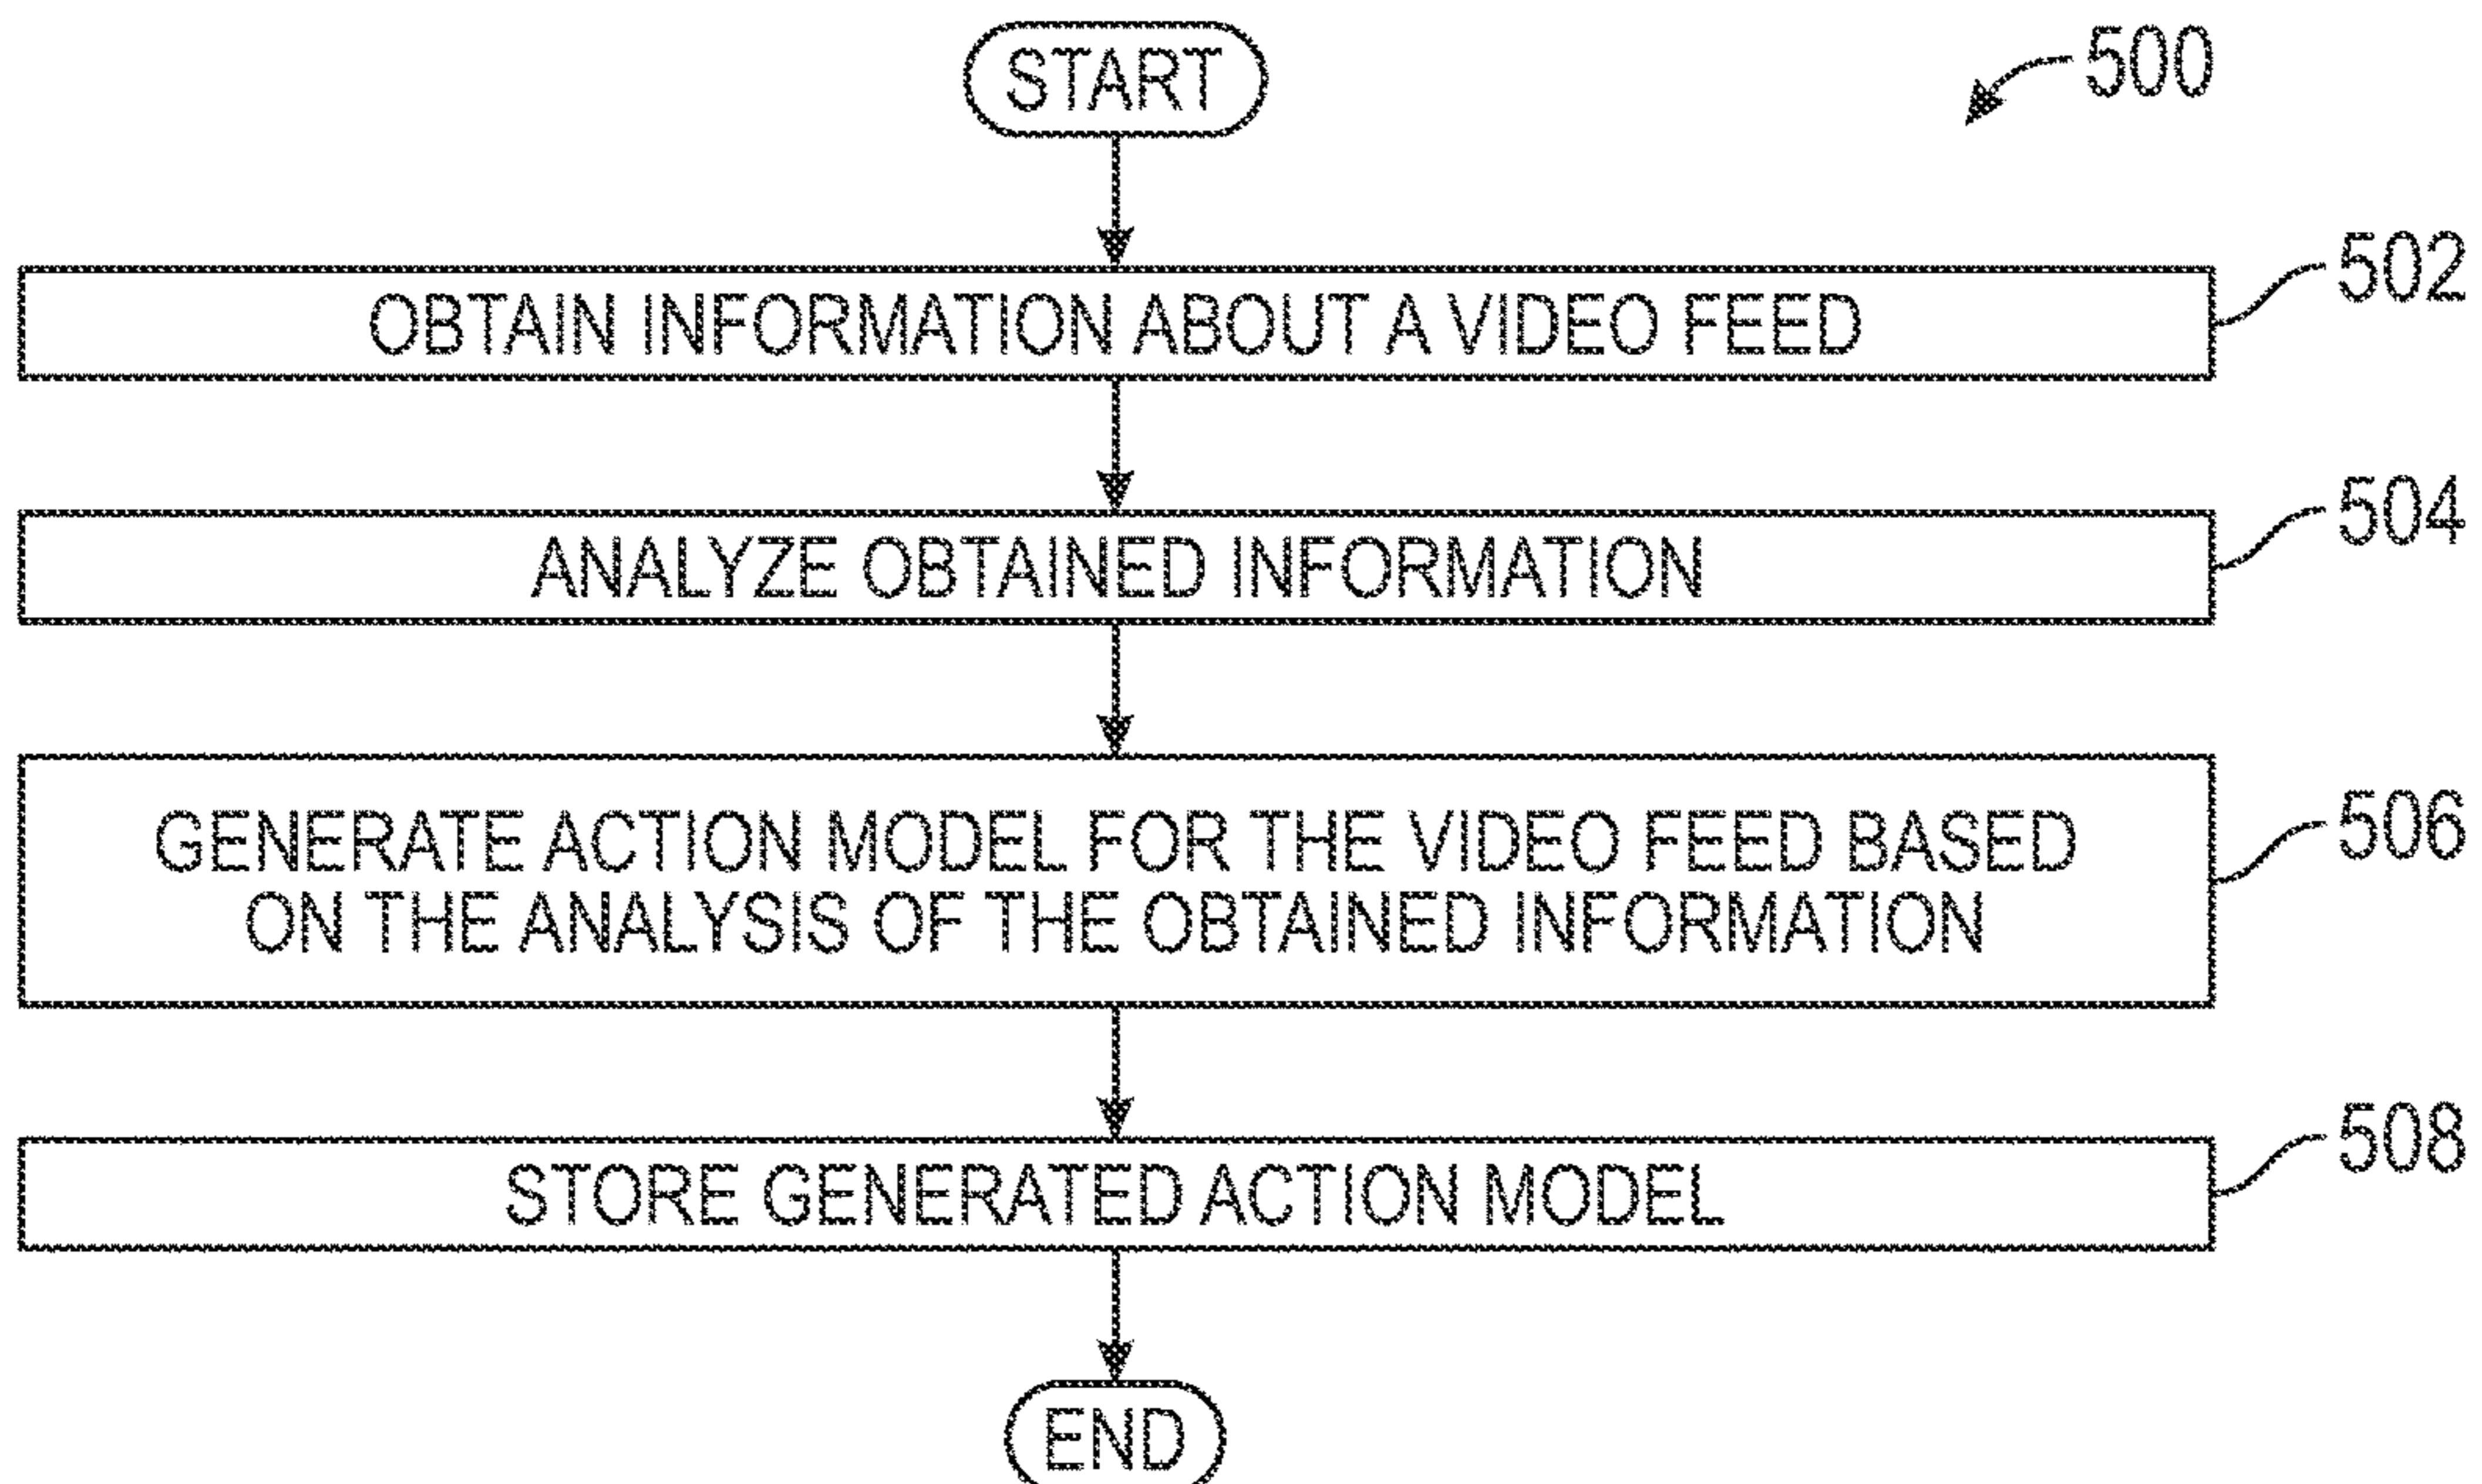 START
500
OBTAIN INFORMATION ABOUT A VIDEO FEED
502
ANALYZE OBTAINED INFORMATION
504
GENERATE ACTION MODEL FOR THE VIDEO FEED BASED
ON THE ANALYSIS OF THE OBTAINED INFORMATION
506
STORE GENERATED ACTION MODEL
508
END